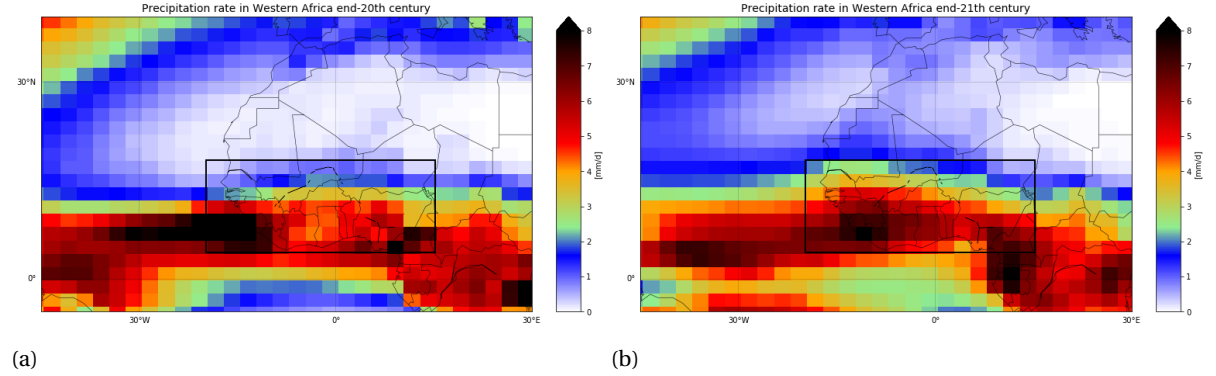 Precipitation rate in Western Africa end-20th century
30°N
0°
30°W
0°
30°E
8
7
6
5
4
3
2
1
0
[mm/d]
(a)
Precipitation rate in Western Africa end-21th century
30°N
0°
30°W
0°
30°E
8
7
6
5
4
3
2
1
0
[mm/d]
(b)